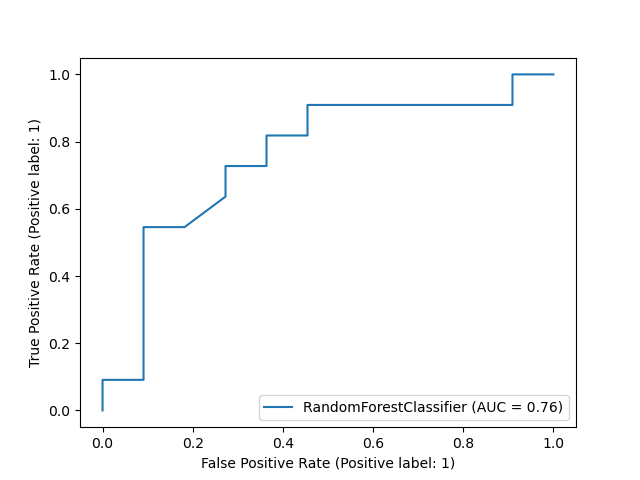 1.0
0.8
0.6
0.4
0.2
0.0
True Positive Rate (Positive label: 1)
RandomForestClassifier (AUC = 0.76)
0.0 0.2 0.4 0.6 0.8 1.0
False Positive Rate (Positive label: 1)